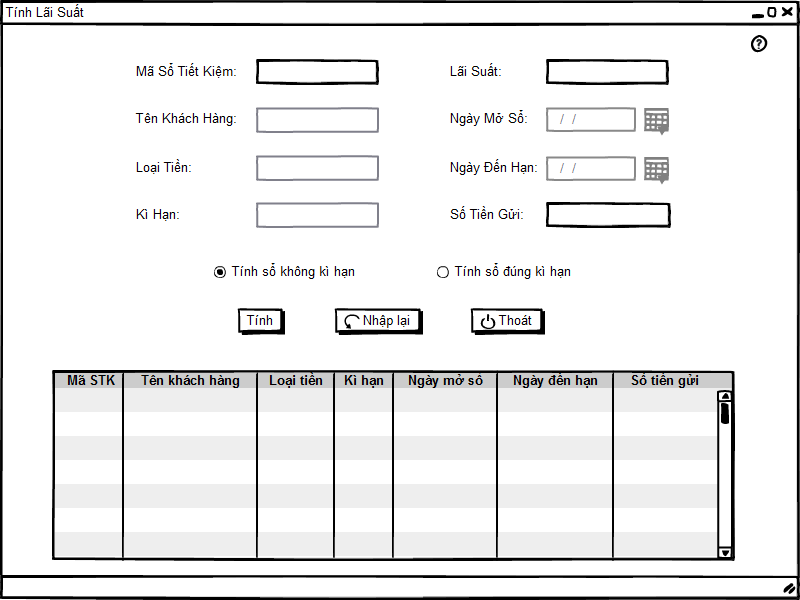 Tính Lãi Suất
Mã Sổ Tiết Kiệm: Lãi Suất:
Tên Khách Hàng: Ngày Mở Sổ: / /
Loại Tiền: Ngày Đến Hạn: / /
Kì Hạn: Số Tiền Gửi:
Tính sổ không kì hạn Tính sổ đúng kì hạn
Tính Nhập lại Thoát
Mã STK Tên khách hàng Loại tiền Kì hạn Ngày mở sổ Ngày đến hạn Số tiền gửi